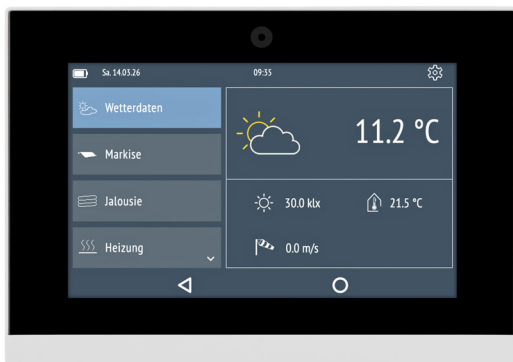 Sa. 14.03.26
09:35
Wetterdaten
11.2 °C
Markise
Jalousie
30.0 klx
21.5 °C
Heizung
0.0 m/s